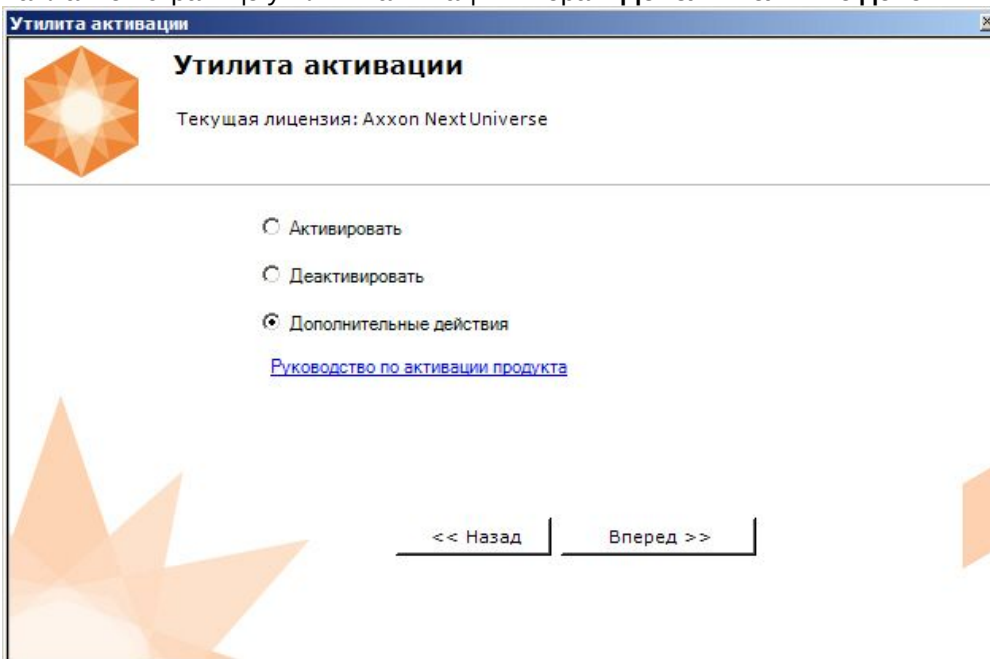 Утилита активации
Утилита активации
Текущая лицензия: Axxon Next Universe
Активировать
Деактивировать
Дополнительные действия
Руководство по активации продукта
<< Назад
Вперед >>